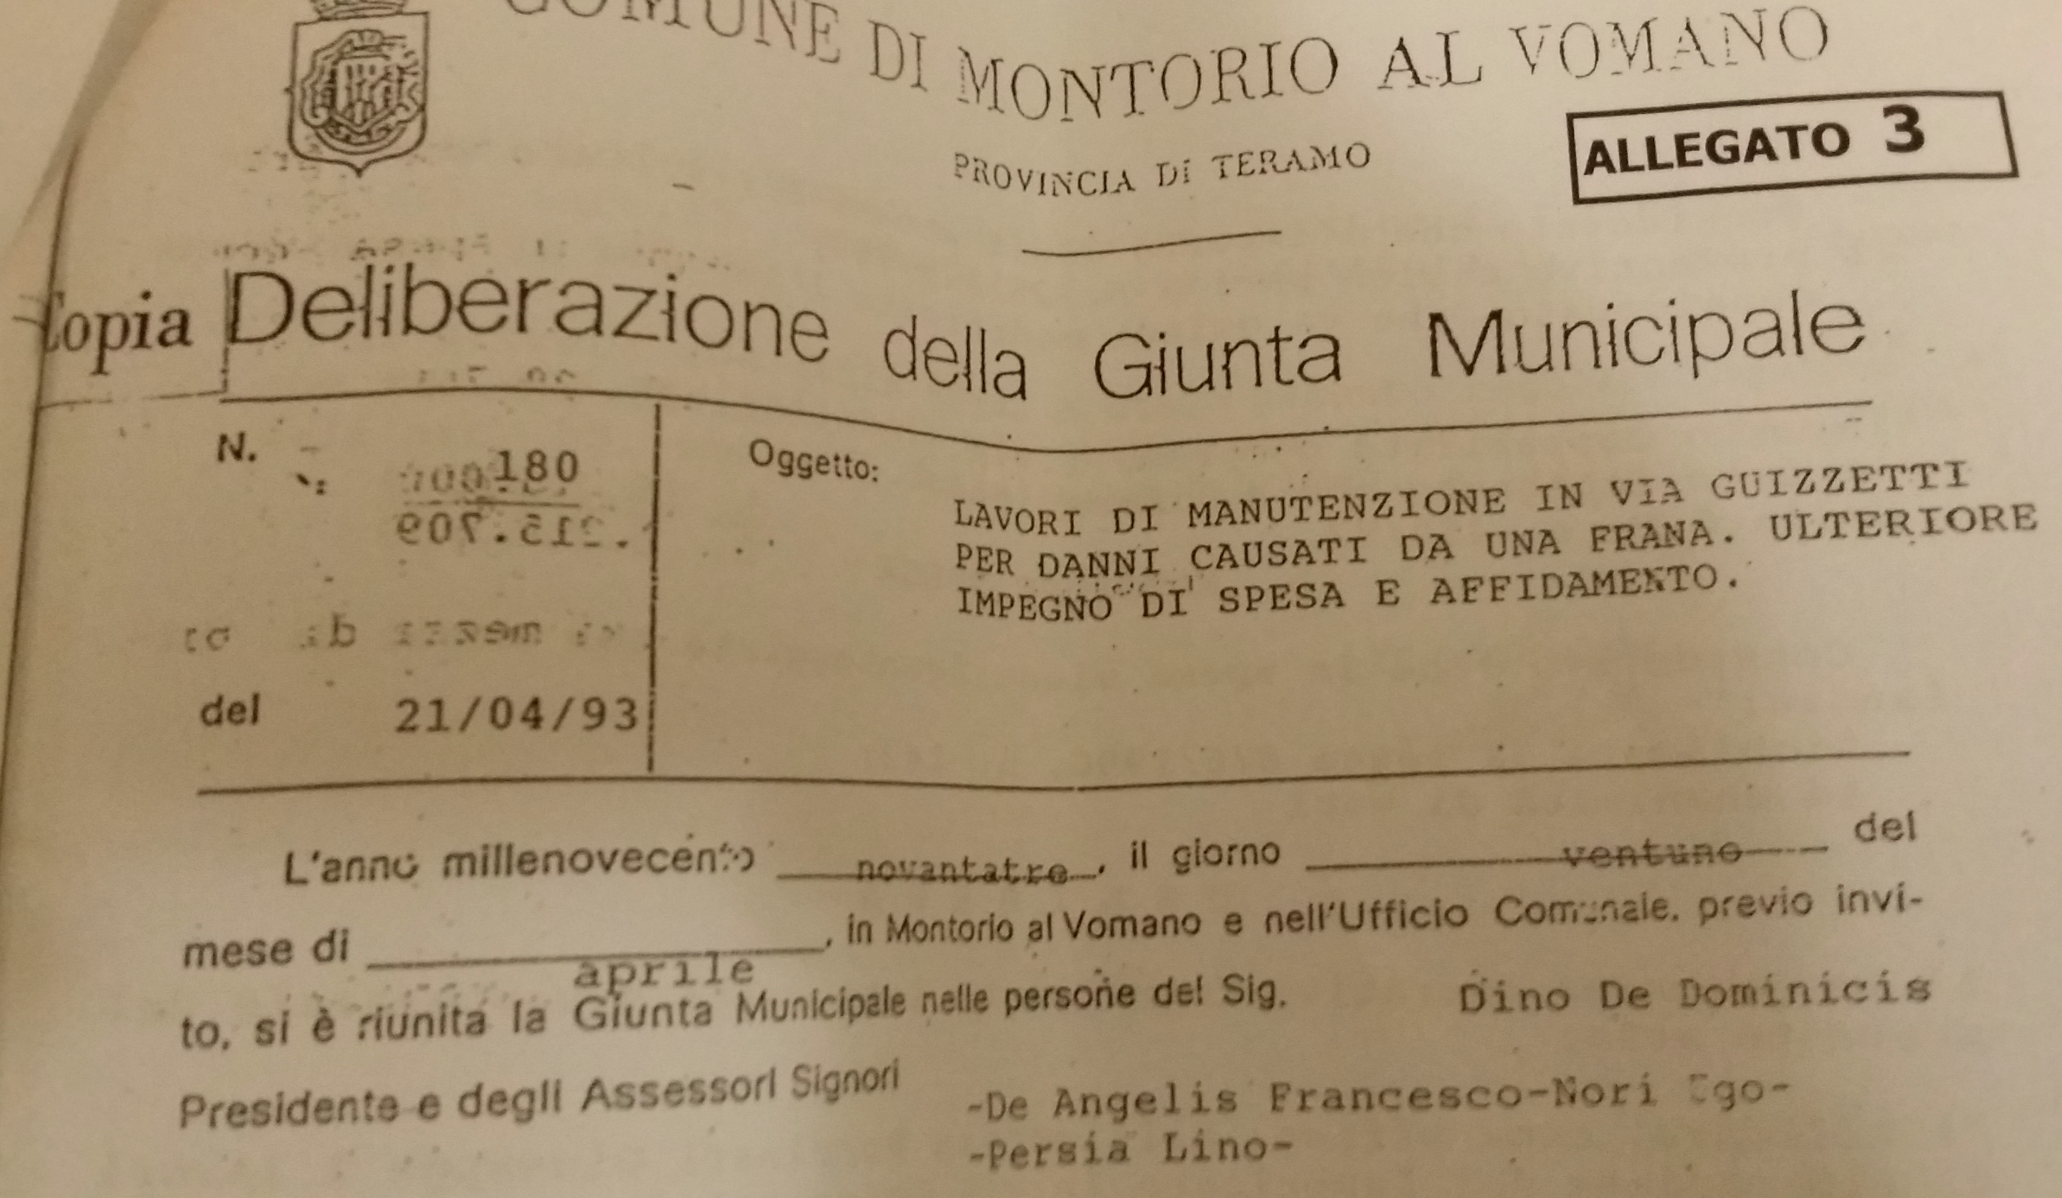 COMUNE DI MONTORIO AL VOMANO
PROVINCIA Di TERAMO
ALLEGATO 3
Copia Deliberazione della Giunta Municipale
N. 180
del 21/04/93
Oggetto:
LAVORI DI MANUTENZIONE IN VIA GUIZZETTI
PER DANNI CAUSATI DA UNA FRANA. ULTERIORE
IMPEGNO DI SPESA E AFFIDAMENTO.
L'anno millenovecento novantatre, il giorno ventuno del
mese di aprile, in Montorio al Vomano e nell'Ufficio Comunale, previo invi-
to, si è riunita la Giunta Municipale nelle persone del Sig. Dino De Dominicis
Presidente e degli Assessori Signori -De Angelis Francesco-Nori Ugo-
-Persia Lino-